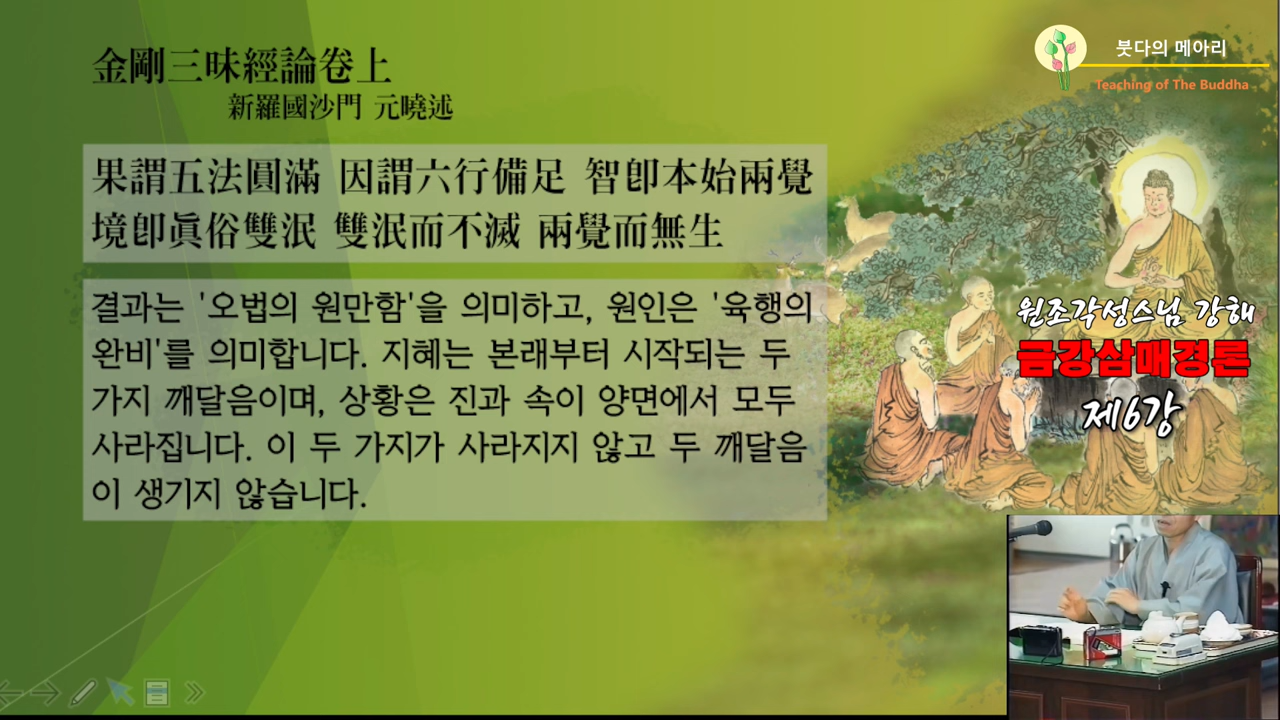 金剛三昧經論卷上
新羅國沙門 元曉述
果謂五法圓滿 因謂六行備足 智卽本始兩覺
境卽眞俗雙泯 雙泯而不滅 兩覺而無生
결과는 '오법의 원만함'을 의미하고, 원인은 '육행의
완비'를 의미합니다. 지혜는 본래부터 시작되는 두
가지 깨달음이며, 상황은 진과 속이 양면에서 모두
사라집니다. 이 두 가지가 사라지지 않고 두 깨달음
이 생기지 않습니다.
붓다의 메아리
Teaching of The Buddha
원조각성스님 강해
금강삼매경론
제6강